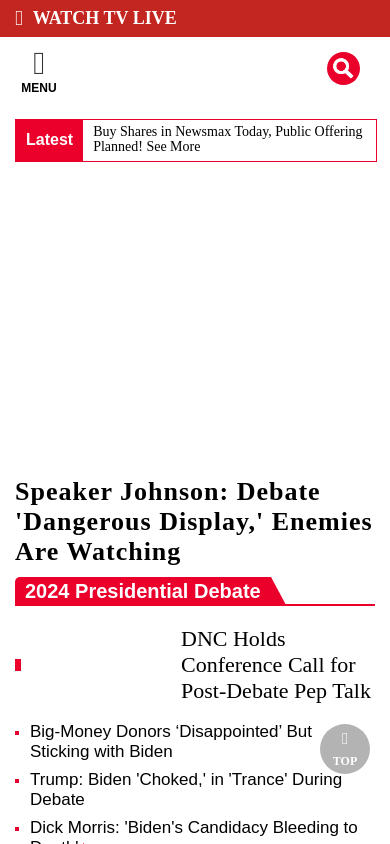 WATCH TV LIVE
MENU
Latest
Buy Shares in Newsmax Today, Public Offering
Planned! See More
Speaker Johnson: Debate
'Dangerous Display,' Enemies
Are Watching
2024 Presidential Debate
DNC Holds
Conference Call for
Post-Debate Pep Talk
Big-Money Donors ‘Disappointed’ But
Sticking with Biden
TOP
Trump: Biden 'Choked,' in 'Trance' During
Debate
Dick Morris: 'Biden's Candidacy Bleeding to